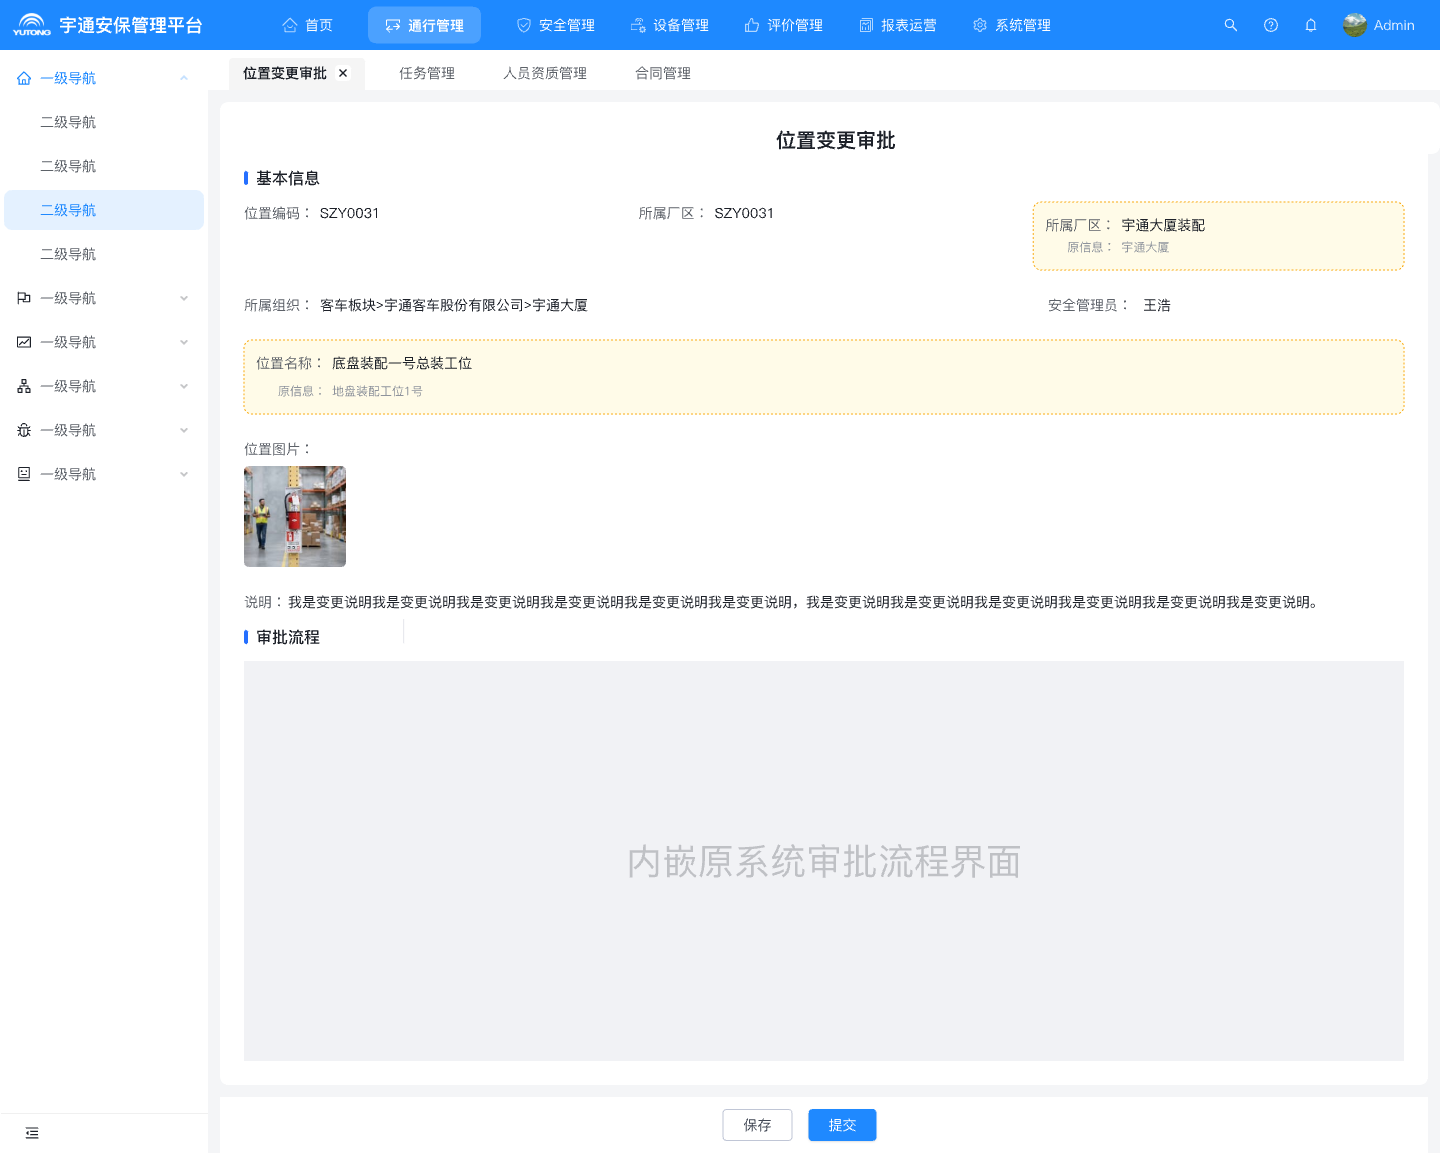 YUTONG 宇通安保管理平台 首页 通行管理 安全管理 设备管理 评价管理 报表运营 系统管理 Admin
位置变更审批 任务管理 人员资质管理 合同管理
一级导航
二级导航
二级导航
二级导航
二级导航
一级导航
一级导航
一级导航
一级导航
一级导航
位置变更审批
基本信息
位置编码： SZY0031 所属厂区： SZY0031 所属厂区： 宇通大厦装配
原信息： 宇通大厦
所属组织： 客车板块>宇通客车股份有限公司>宇通大厦 安全管理员： 王浩
位置名称： 底盘装配一号总装工位
原信息： 地盘装配工位1号
位置图片：
说明：我是变更说明我是变更说明我是变更说明我是变更说明我是变更说明我是变更说明，我是变更说明我是变更说明我是变更说明我是变更说明我是变更说明我是变更说明。
审批流程
内嵌原系统审批流程界面
保存 提交